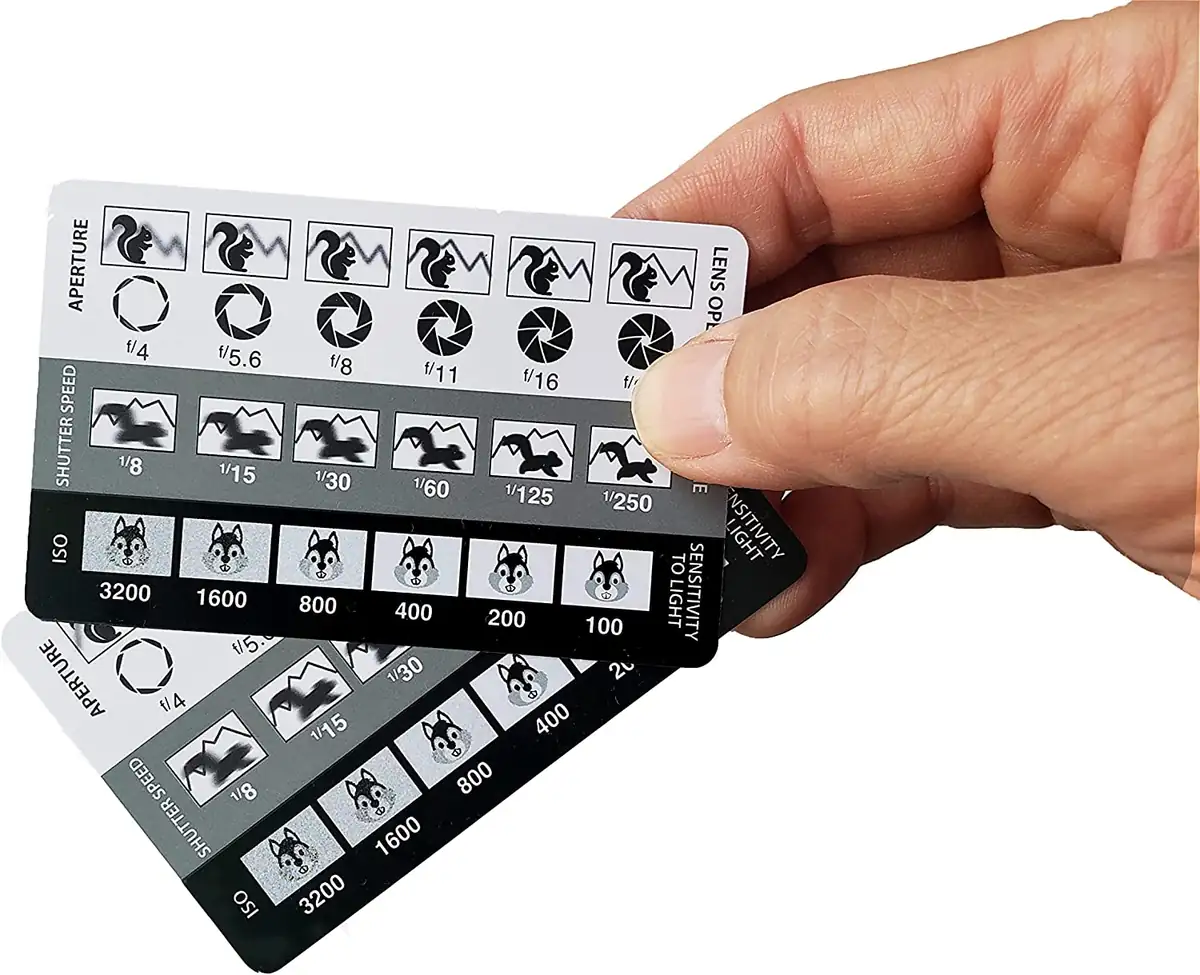 APERTURE
f/4 f/5.6 f/8 f/11 f/16
LENS
SHUTTER SPEED
1/8 1/15 1/30 1/60 1/125 1/250
ISO
3200 1600 800 400 200 100
SENSITIVITY
TO LIGHT
APERTURE
f/4
SHUTTER SPEED
1/8 1/15 1/30
ISO
3200 1600 800 400